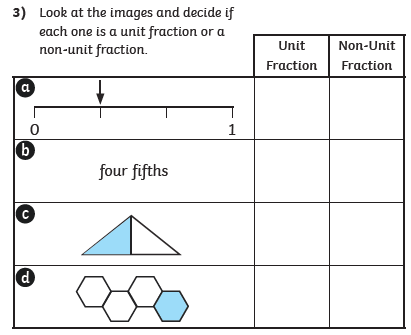 3) Look at the images and decide if
each one is a unit fraction or a
non-unit fraction.
Unit
Fraction
Non-Unit
Fraction
a
0 1
b
four fifths
c
d